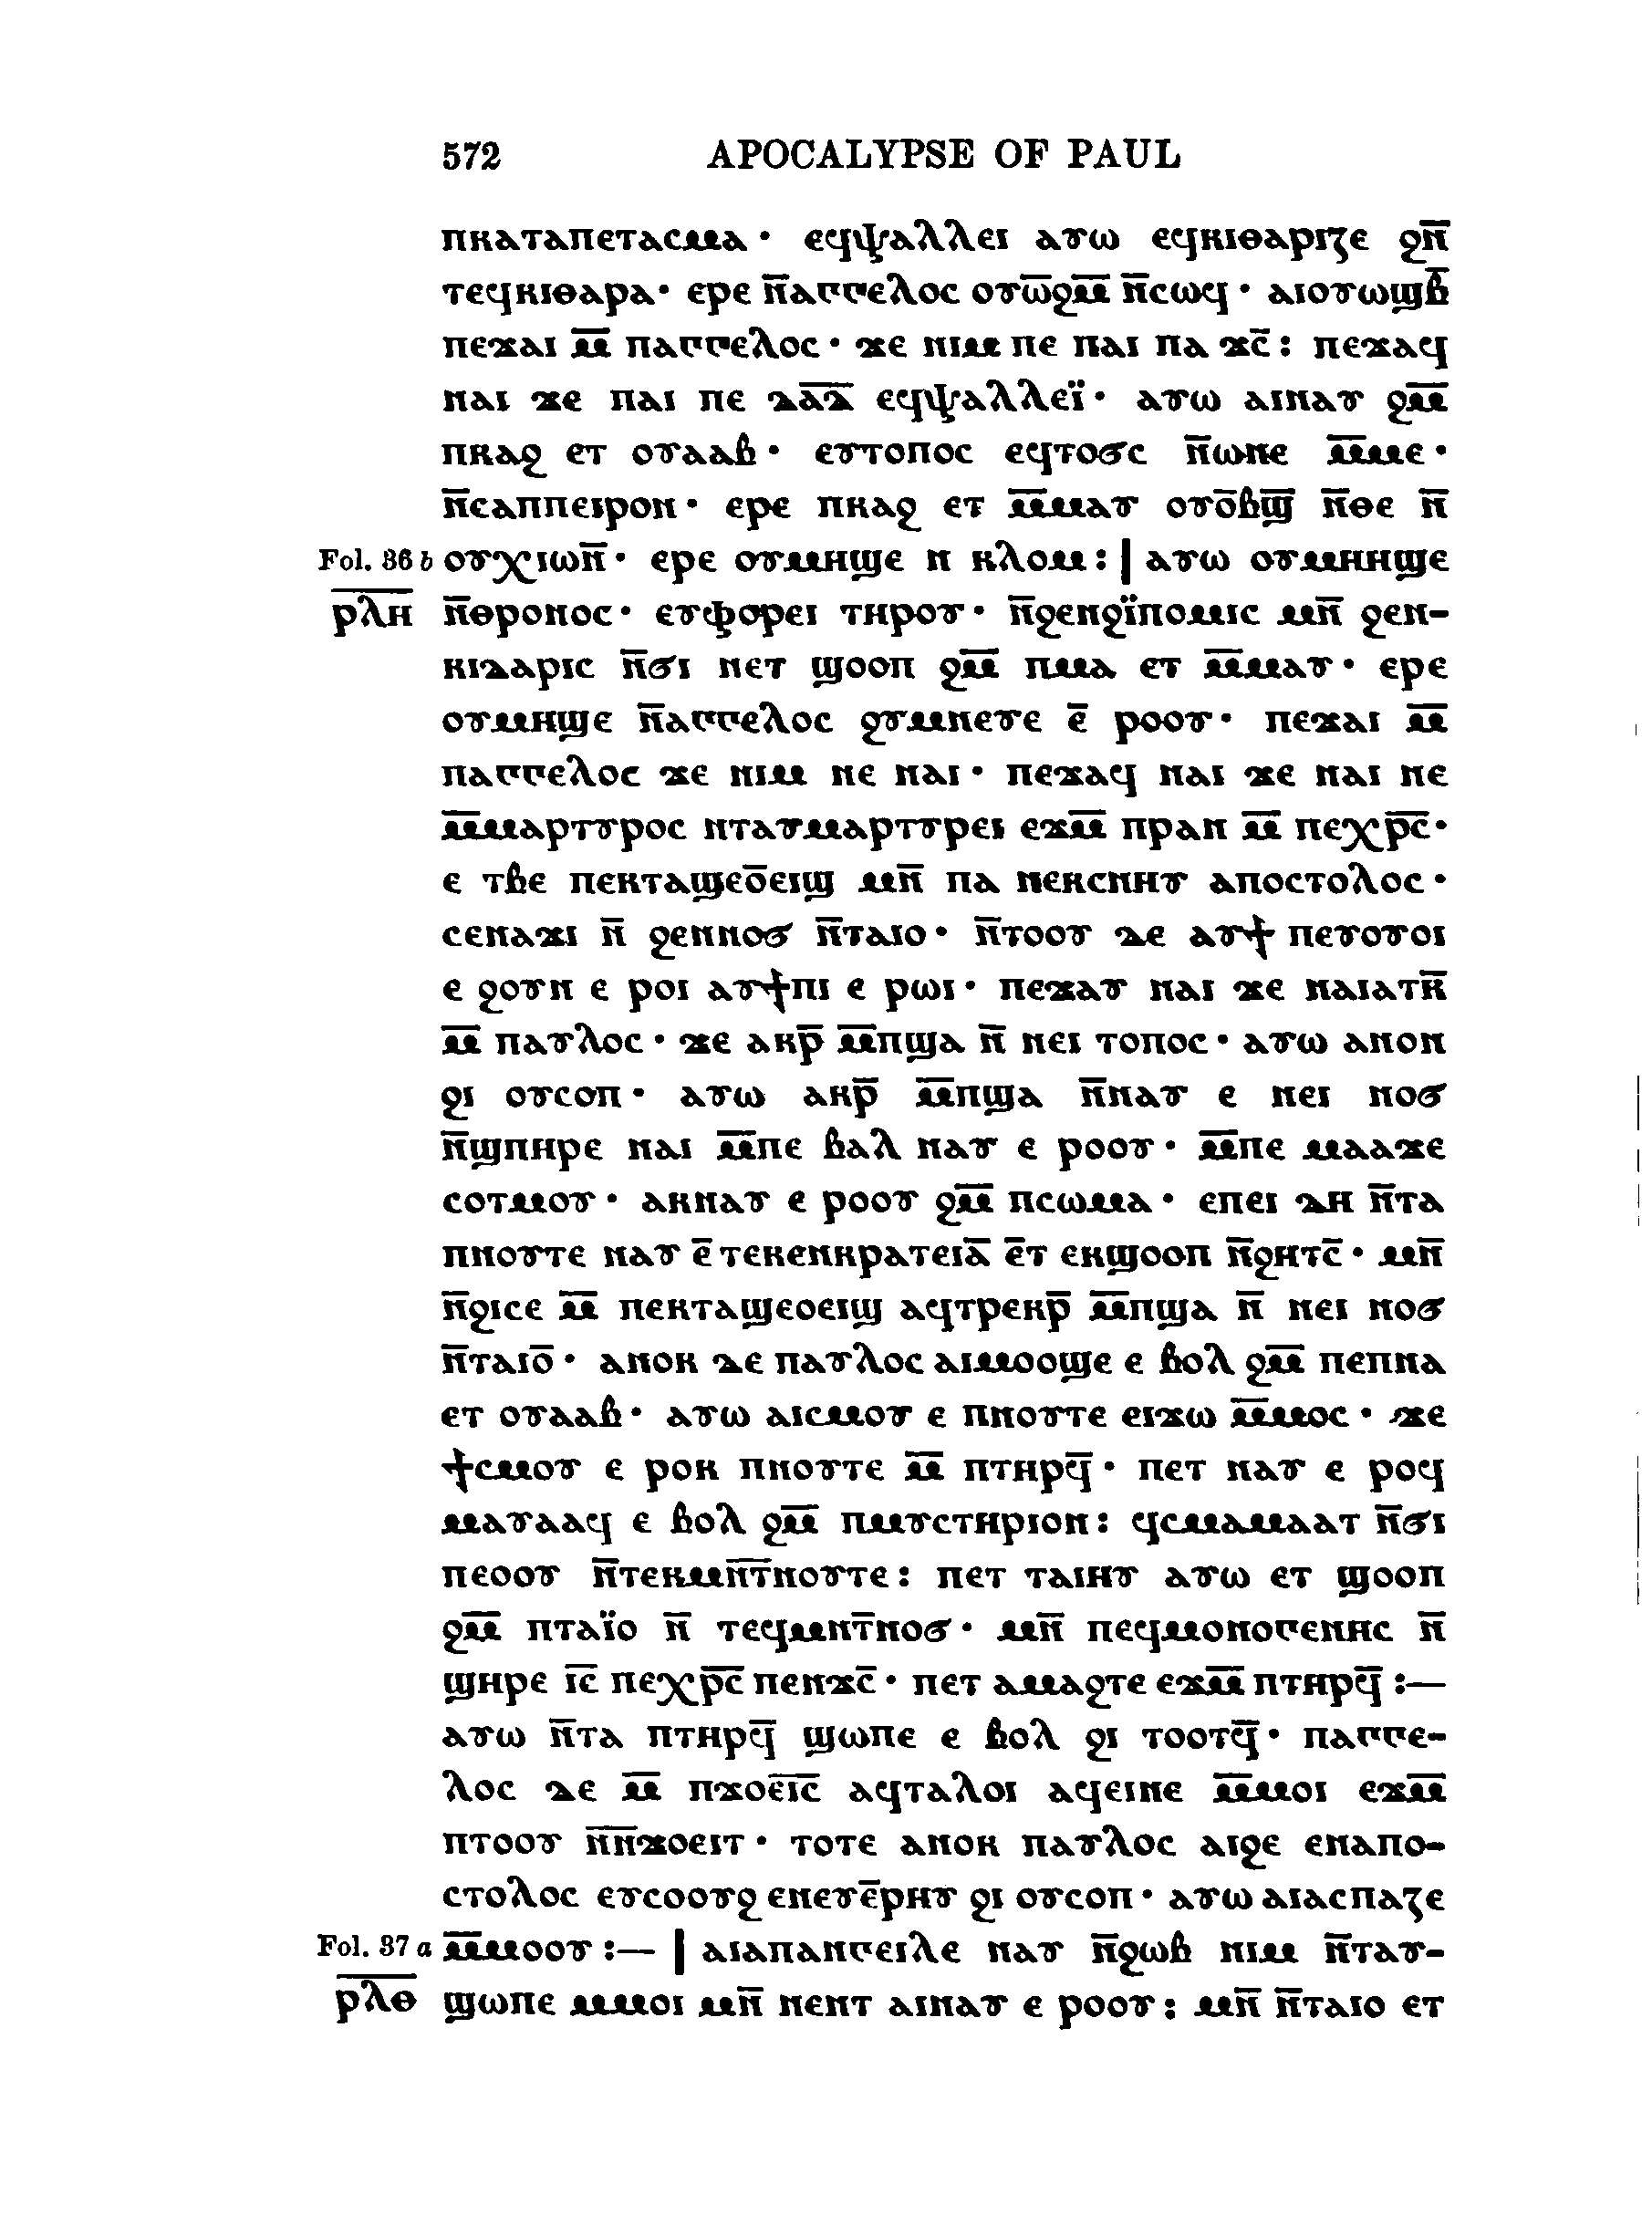 572 APOCALYPSE OF PAUL
ⲡⲕⲁⲧⲁⲡⲉⲧⲁⲥⲙⲁ · ⲉϥⲯⲁⲗⲗⲉⲓ ⲁⲩⲱ ⲉϥⲕⲓⲑⲁⲣⲓⲍⲉ ϩⲛ̅
ⲧⲉϥⲕⲓⲑⲁⲣⲁ· ⲉⲣⲉ ⲛ̅ⲁⲅⲅⲉⲗⲟⲥ ⲟⲩⲱ̅ϩⲙ̅ ⲛ̅ⲥⲱϥ · ⲁⲓⲟⲩⲱϣⲃ̅
ⲡⲉϫⲁⲓ ⲙ̅ ⲡⲁⲅⲅⲉⲗⲟⲥ · ϫⲉ ⲛⲓⲙ ⲡⲉ ⲡⲁⲓ ⲡⲁ ϫⲥ̅ : ⲡⲉϫⲁϥ
ⲛⲁⲓ ϫⲉ ⲡⲁⲓ ⲡⲉ ⲇⲁ̅ⲇ̅ ⲉϥⲯⲁⲗⲗⲉⲓ̈ · ⲁⲩⲱ ⲁⲓⲛⲁⲩ ϩⲙ̅
ⲡⲕⲁϩ ⲉⲧ ⲟⲩⲁⲁⲃ · ⲉⲩⲧⲟⲡⲟⲥ ⲉϥⲧⲟϭⲥ ⲛ̅ⲱⲛⲉ ⲙ̅ⲙⲉ ·
ⲛ̅ⲥⲁⲡⲡⲉⲓⲣⲟⲛ · ⲉⲣⲉ ⲡⲕⲁϩ ⲉⲧ ⲙ̅ⲙⲁⲩ ⲟⲩⲟ̅ⲃϣ̅ ⲛ̅ⲑⲉ ⲛ̅
Fol. 36 b ⲟⲩⲭⲓⲱⲛ̅ · ⲉⲣⲉ ⲟⲩⲙⲏϣⲉ ⲛ ⲕⲗⲟⲙ : | ⲁⲩⲱ ⲟⲩⲙⲏⲏϣⲉ
ⲣ̅ⲗ̅ⲏ̅ ⲛ̅ⲑⲣⲟⲛⲟⲥ · ⲉⲩⲫⲟⲣⲉⲓ ⲧⲏⲣⲟⲩ · ⲛ̅ϩⲉⲛϩⲓ̈ⲡⲟⲙⲓⲥ ⲙⲛ̅ ϩⲉⲛ-
ⲕⲓⲇⲁⲣⲓⲥ ⲛ̅ϭⲓ ⲛⲉⲧ ϣⲟⲟⲡ ϩⲙ̅ ⲡⲙⲁ ⲉⲧ ⲙ̅ⲙⲁⲩ · ⲉⲣⲉ
ⲟⲩⲙⲏϣⲉ ⲛ̅ⲁⲅⲅⲉⲗⲟⲥ ϩⲩⲙⲛⲉⲩⲉ ⲉ̅ ⲣⲟⲟⲩ · ⲡⲉϫⲁⲓ ⲙ̅
ⲡⲁⲅⲅⲉⲗⲟⲥ ϫⲉ ⲛⲓⲙ ⲛⲉ ⲛⲁⲓ · ⲡⲉϫⲁϥ ⲛⲁⲓ ϫⲉ ⲛⲁⲓ ⲛⲉ
ⲙ̅ⲙⲁⲣⲧⲩⲣⲟⲥ ⲛⲧⲁⲩⲙⲁⲣⲧⲩⲣⲉⲓ ⲉϫⲙ̅ ⲡⲣⲁⲛ ⲙ̅ ⲡⲉⲭⲣ̅ⲥ̅ ·
ⲉ ⲧⲃⲉ ⲡⲉⲕⲧⲁϣⲉⲟ̅ⲉⲓϣ ⲙⲛ̅ ⲡⲁ ⲛⲉⲕⲥⲛⲏⲩ ⲁⲡⲟⲥⲧⲟⲗⲟⲥ ·
ⲥⲉⲛⲁϫⲓ ⲛ̅ ϩⲉⲛⲛⲟϭ ⲛ̅ⲧⲁⲓⲟ · ⲛ̅ⲧⲟⲟⲩ ⲇⲉ ⲁⲩϯ ⲡⲉⲩⲟⲩⲟⲓ
ⲉ ϩⲟⲩⲛ ⲉ ⲣⲟⲓ ⲁⲩϯⲡⲓ ⲉ ⲣⲱⲓ · ⲡⲉϫⲁⲩ ⲛⲁⲓ ϫⲉ ⲛⲁⲓⲁⲧⲕ̅
ⲙ̅ ⲡⲁⲩⲗⲟⲥ · ϫⲉ ⲁⲕⲣ̅ ⲙ̅ⲡϣⲁ ⲛ̅ ⲛⲉⲓ ⲧⲟⲡⲟⲥ · ⲁⲩⲱ ⲁⲛⲟⲛ
ϩⲓ ⲟⲩⲥⲟⲡ · ⲁⲩⲱ ⲁⲕⲣ̅ ⲙ̅ⲡϣⲁ ⲛ̅ⲛⲁⲩ ⲉ ⲛⲉⲓ ⲛⲟϭ
ⲛ̅ϣⲡⲏⲣⲉ ⲛⲁⲓ ⲙ̅ⲡⲉ ⲃⲁⲗ ⲛⲁⲩ ⲉ ⲣⲟⲟⲩ · ⲙ̅ⲡⲉ ⲙⲁⲁϫⲉ
ⲥⲟⲧⲙⲟⲩ · ⲁⲕⲛⲁⲩ ⲉ ⲣⲟⲟⲩ ϩⲙ̅ ⲡⲥⲱⲙⲁ · ⲉⲡⲉⲓ ⲇⲏ ⲛ̅ⲧⲁ
ⲡⲛⲟⲩⲧⲉ ⲛⲁⲩ ⲉ̅ ⲧⲉⲕⲉⲛⲕⲣⲁⲧⲉⲓⲁ̅ ⲉ̅ⲧ ⲉⲕϣⲟⲟⲡ ⲛ̅ϩⲏⲧⲥ̅ · ⲙⲛ̅
ⲛ̅ϩⲓⲥⲉ ⲙ̅ ⲡⲉⲕⲧⲁϣⲉⲟⲉⲓϣ ⲁϥⲧⲣⲉⲕⲣ̅ ⲙ̅ⲡϣⲁ ⲛ̅ ⲛⲉⲓ ⲛⲟϭ
ⲛ̅ⲧⲁⲓⲟ̅ · ⲁⲛⲟⲕ ⲇⲉ ⲡⲁⲩⲗⲟⲥ ⲁⲓⲙⲟⲟϣⲉ ⲉ ⲃⲟⲗ ϩⲙ̅ ⲡⲉⲡⲛⲁ
ⲉⲧ ⲟⲩⲁⲁⲃ · ⲁⲩⲱ ⲁⲓⲥⲙⲟⲩ ⲉ ⲡⲛⲟⲩⲧⲉ ⲉⲓϫⲱ ⲙ̅ⲙⲟⲥ · ϫⲉ
ϯⲥⲙⲟⲩ ⲉ ⲣⲟⲕ ⲡⲛⲟⲩⲧⲉ ⲙ̅ ⲡⲧⲏⲣϥ̅ · ⲡⲉⲧ ⲛⲁⲩ ⲉ ⲣⲟϥ
ⲙⲁⲩⲁⲁϥ ⲉ ⲃⲟⲗ ϩⲙ̅ ⲡⲙⲩⲥⲧⲏⲣⲓⲟⲛ : ϥⲥⲙⲁⲙⲁⲁⲧ ⲛ̅ϭⲓ
ⲡⲉⲟⲟⲩ ⲛ̅ⲧⲉⲕⲙⲛ̅ⲧ̅ⲛⲟⲩⲧⲉ : ⲡⲉⲧ ⲧⲁⲓⲏⲩ ⲁⲩⲱ ⲉⲧ ϣⲟⲟⲡ
ϩⲙ̅ ⲡⲧⲁⲓ̈ⲟ ⲛ̅ ⲧⲉϥⲙⲛⲧ̅ⲛⲟϭ · ⲙⲛ̅ ⲡⲉϥⲙⲟⲛⲟⲅⲉⲛⲏⲥ ⲛ̅
ϣⲏⲣⲉ ⲓ̅ⲥ̅ ⲡⲉⲭⲣ̅ⲥ̅ ⲡⲉⲛϫⲥ̅ · ⲡⲉⲧ ⲁⲙⲁϩⲧⲉ ⲉϫⲙ̅ ⲡⲧⲏⲣϥ̅ :—
ⲁⲩⲱ ⲛ̅ⲧⲁ ⲡⲧⲏⲣϥ̅ ϣⲱⲡⲉ ⲉ ⲃⲟⲗ ϩⲓ ⲧⲟⲟⲧϥ̅ · ⲡⲁⲅⲅⲉ-
ⲗⲟⲥ ⲇⲉ ⲙ̅ ⲡϫⲟⲉ̅ⲓ̅ⲥ̅ ⲁϥⲧⲁⲗⲟⲓ ⲁϥⲉⲓⲛⲉ ⲙ̅ⲙⲟⲓ ⲉϫⲙ̅
ⲡⲧⲟⲟⲩ ⲛ̅ⲛ̅ϫⲟⲉⲓⲧ · ⲧⲟⲧⲉ ⲁⲛⲟⲕ ⲡⲁⲩⲗⲟⲥ ⲁⲓϩⲉ ⲉⲛⲁⲡⲟ-
ⲥⲧⲟⲗⲟⲥ ⲉⲩⲥⲟⲟⲩϩ ⲉⲛⲉⲩⲉ̅ⲣⲏⲩ ϩⲓ ⲟⲩⲥⲟⲡ · ⲁⲩⲱ ⲁⲓⲁⲥⲡⲁⲍⲉ
Fol. 37 a ⲙ̅ⲙⲟⲟⲩ :— | ⲁⲓⲁⲡⲁⲛⲅⲉⲓⲗⲉ ⲛⲁⲩ ⲛ̅ϩⲱⲃ ⲛⲓⲙ ⲛ̅ⲧⲁⲩ-
ⲣ̅ⲗ̅ⲑ̅ ϣⲱⲡⲉ ⲙⲙⲟⲓ ⲙⲛ̅ ⲛⲉⲛⲧ ⲁⲓⲛⲁⲩ ⲉ ⲣⲟⲟⲩ : ⲙⲛ̅ ⲛ̅ⲧⲁⲓⲟ ⲉⲧ